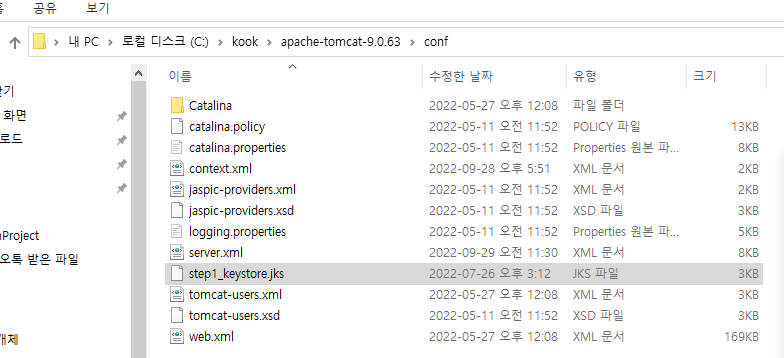 공유 보기
내 PC > 로컬 디스크 (C:) > kook > apache-tomcat-9.0.63 > conf
이름 수정한 날짜 유형 크기
Catalina 2022-05-27 오후 12:08 파일 폴더
catalina.policy 2022-05-11 오전 11:52 POLICY 파일 13KB
화면
catalina.properties 2022-05-11 오전 11:52 Properties 원본 파... 8KB
로드
context.xml 2022-09-28 오후 5:51 XML 문서 2KB
jaspic-providers.xml 2022-05-11 오전 11:52 XML 문서 2KB
jaspic-providers.xsd 2022-05-11 오전 11:52 XSD 파일 3KB
logging.properties 2022-05-11 오전 11:52 Properties 원본 파... 5KB
Project
server.xml 2022-09-29 오전 11:30 XML 문서 8KB
오톡 받은 파일
step1_keystore.jks 2022-07-26 오후 3:12 JKS 파일 3KB
tomcat-users.xml 2022-05-27 오후 12:08 XML 문서 3KB
tomcat-users.xsd 2022-05-11 오전 11:52 XSD 파일 3KB
web.xml 2022-05-27 오후 12:08 XML 문서 169KB
개체